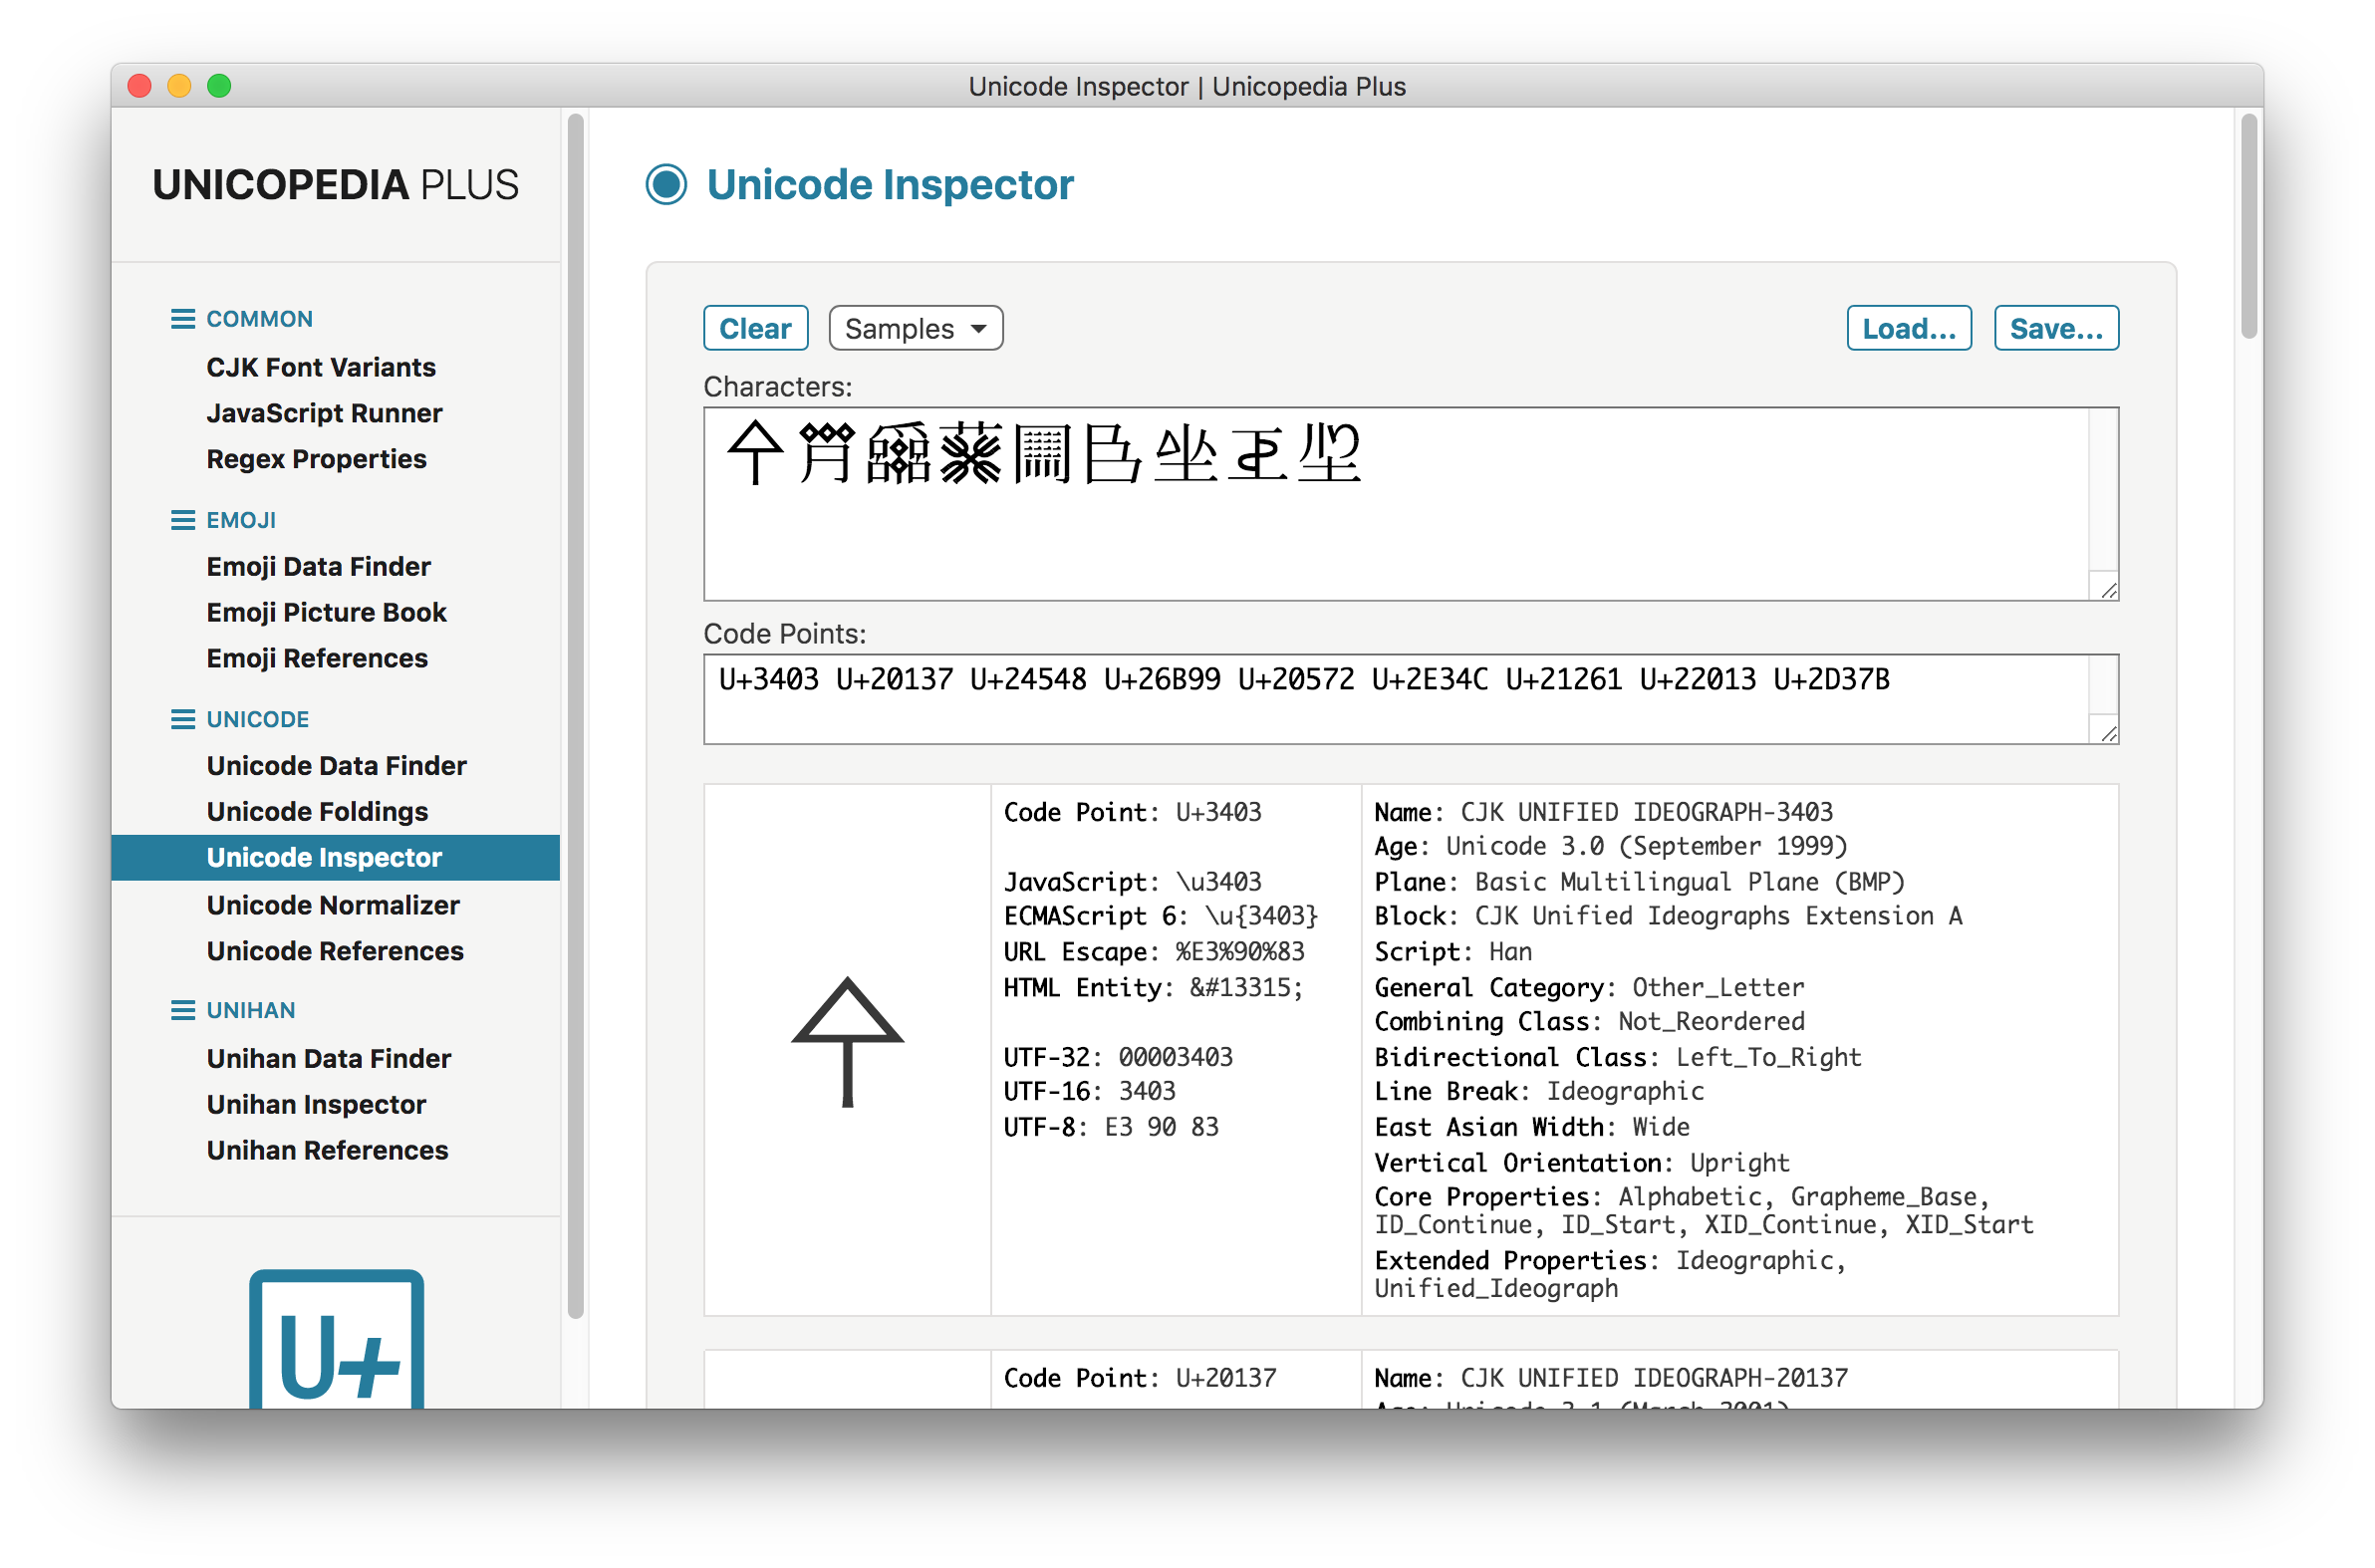 Unicode Inspector | Unicopedia Plus
UNICOPEDIA PLUS
COMMON
CJK Font Variants
JavaScript Runner
Regex Properties
EMOJI
Emoji Data Finder
Emoji Picture Book
Emoji References
UNICODE
Unicode Data Finder
Unicode Foldings
Unicode Inspector
Unicode Normalizer
Unicode References
UNIHAN
Unihan Data Finder
Unihan Inspector
Unihan References
U+
Unicode Inspector
Clear
Samples
Load...
Save...
Characters:
㐃𠄷𤕈𦮙𠕲𮍌𡉡𢀓𭍻
Code Points:
U+3403 U+20137 U+24548 U+26B99 U+20572 U+2E34C U+21261 U+22013 U+2D37B
㐃
Code Point: U+3403
JavaScript: \u3403
ECMAScript 6: \u{3403}
URL Escape: %E3%90%83
HTML Entity: &#13315;
UTF-32: 00003403
UTF-16: 3403
UTF-8: E3 90 83
Name: CJK UNIFIED IDEOGRAPH-3403
Age: Unicode 3.0 (September 1999)
Plane: Basic Multilingual Plane (BMP)
Block: CJK Unified Ideographs Extension A
Script: Han
General Category: Other_Letter
Combining Class: Not_Reordered
Bidirectional Class: Left_To_Right
Line Break: Ideographic
East Asian Width: Wide
Vertical Orientation: Upright
Core Properties: Alphabetic, Grapheme_Base,
ID_Continue, ID_Start, XID_Continue, XID_Start
Extended Properties: Ideographic,
Unified_Ideograph
Code Point: U+20137
Name: CJK UNIFIED IDEOGRAPH-20137
Age: Unicode 3.1 (March 2001)